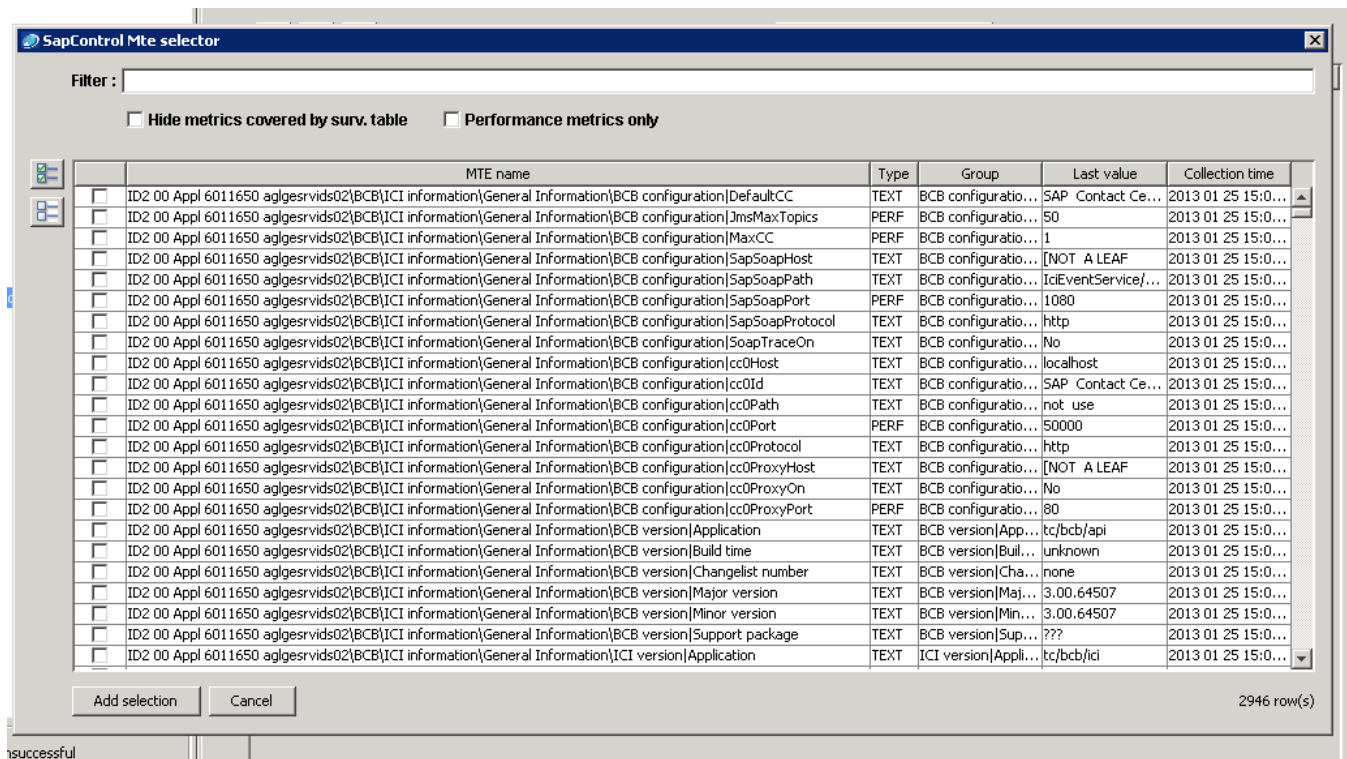 SapControl Mte selector
Filter :
Hide metrics covered by surv. table Performance metrics only
MTE name Type Group Last value Collection time
ID2 00 Appl 6011650 aglgesrvids02\BCB\ICI information\General Information\BCB configuration|DefaultCC TEXT BCB configuratio... SAP Contact Ce... 2013 01 25 15:0...
ID2 00 Appl 6011650 aglgesrvids02\BCB\ICI information\General Information\BCB configuration|JmsMaxTopics PERF BCB configuratio... 50 2013 01 25 15:0...
ID2 00 Appl 6011650 aglgesrvids02\BCB\ICI information\General Information\BCB configuration|MaxCC PERF BCB configuratio... 1 2013 01 25 15:0...
ID2 00 Appl 6011650 aglgesrvids02\BCB\ICI information\General Information\BCB configuration|SapSoapHost TEXT BCB configuratio... [NOT A LEAF 2013 01 25 15:0...
ID2 00 Appl 6011650 aglgesrvids02\BCB\ICI information\General Information\BCB configuration|SapSoapPath TEXT BCB configuratio... IciEventService/... 2013 01 25 15:0...
ID2 00 Appl 6011650 aglgesrvids02\BCB\ICI information\General Information\BCB configuration|SapSoapPort PERF BCB configuratio... 1080 2013 01 25 15:0...
ID2 00 Appl 6011650 aglgesrvids02\BCB\ICI information\General Information\BCB configuration|SapSoapProtocol TEXT BCB configuratio... http 2013 01 25 15:0...
ID2 00 Appl 6011650 aglgesrvids02\BCB\ICI information\General Information\BCB configuration|SoapTraceOn TEXT BCB configuratio... No 2013 01 25 15:0...
ID2 00 Appl 6011650 aglgesrvids02\BCB\ICI information\General Information\BCB configuration|cc0Host TEXT BCB configuratio... localhost 2013 01 25 15:0...
ID2 00 Appl 6011650 aglgesrvids02\BCB\ICI information\General Information\BCB configuration|cc0Id TEXT BCB configuratio... SAP Contact Ce... 2013 01 25 15:0...
ID2 00 Appl 6011650 aglgesrvids02\BCB\ICI information\General Information\BCB configuration|cc0Path TEXT BCB configuratio... not use 2013 01 25 15:0...
ID2 00 Appl 6011650 aglgesrvids02\BCB\ICI information\General Information\BCB configuration|cc0Port PERF BCB configuratio... 50000 2013 01 25 15:0...
ID2 00 Appl 6011650 aglgesrvids02\BCB\ICI information\General Information\BCB configuration|cc0Protocol TEXT BCB configuratio... http 2013 01 25 15:0...
ID2 00 Appl 6011650 aglgesrvids02\BCB\ICI information\General Information\BCB configuration|cc0ProxyHost TEXT BCB configuratio... [NOT A LEAF 2013 01 25 15:0...
ID2 00 Appl 6011650 aglgesrvids02\BCB\ICI information\General Information\BCB configuration|cc0ProxyOn TEXT BCB configuratio... No 2013 01 25 15:0...
ID2 00 Appl 6011650 aglgesrvids02\BCB\ICI information\General Information\BCB configuration|cc0ProxyPort PERF BCB configuratio... 80 2013 01 25 15:0...
ID2 00 Appl 6011650 aglgesrvids02\BCB\ICI information\General Information\BCB version|Application TEXT BCB version|App... tc/bcb/api 2013 01 25 15:0...
ID2 00 Appl 6011650 aglgesrvids02\BCB\ICI information\General Information\BCB version|Build time TEXT BCB version|Buil... unknown 2013 01 25 15:0...
ID2 00 Appl 6011650 aglgesrvids02\BCB\ICI information\General Information\BCB version|Changelist number TEXT BCB version|Cha... none 2013 01 25 15:0...
ID2 00 Appl 6011650 aglgesrvids02\BCB\ICI information\General Information\BCB version|Major version TEXT BCB version|Maj... 3.00.64507 2013 01 25 15:0...
ID2 00 Appl 6011650 aglgesrvids02\BCB\ICI information\General Information\BCB version|Minor version TEXT BCB version|Min... 3.00.64507 2013 01 25 15:0...
ID2 00 Appl 6011650 aglgesrvids02\BCB\ICI information\General Information\BCB version|Support package TEXT BCB version|Sup... ??? 2013 01 25 15:0...
ID2 00 Appl 6011650 aglgesrvids02\BCB\ICI information\General Information\ICI version|Application TEXT ICI version|Appli... tc/bcb/ici 2013 01 25 15:0...
Add selection Cancel 2946 row(s)
nsuccessful